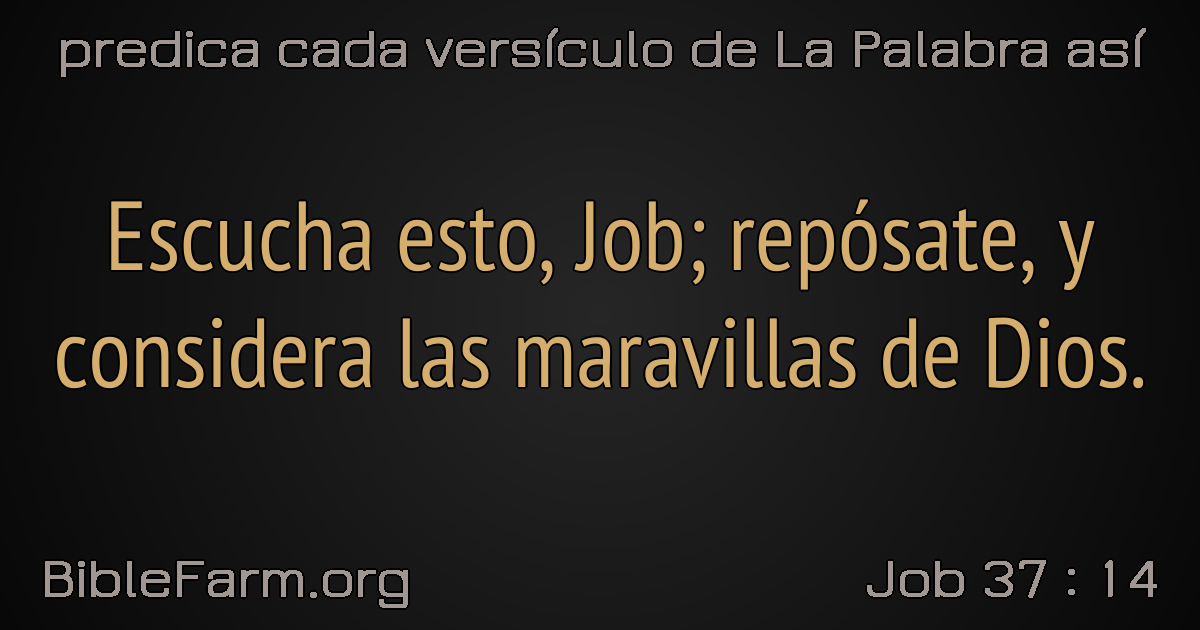 predica cada versículo de La Palabra así
Escucha esto, Job; repósate, y
considera las maravillas de Dios.
BibleFarm.org
Job 37 : 14